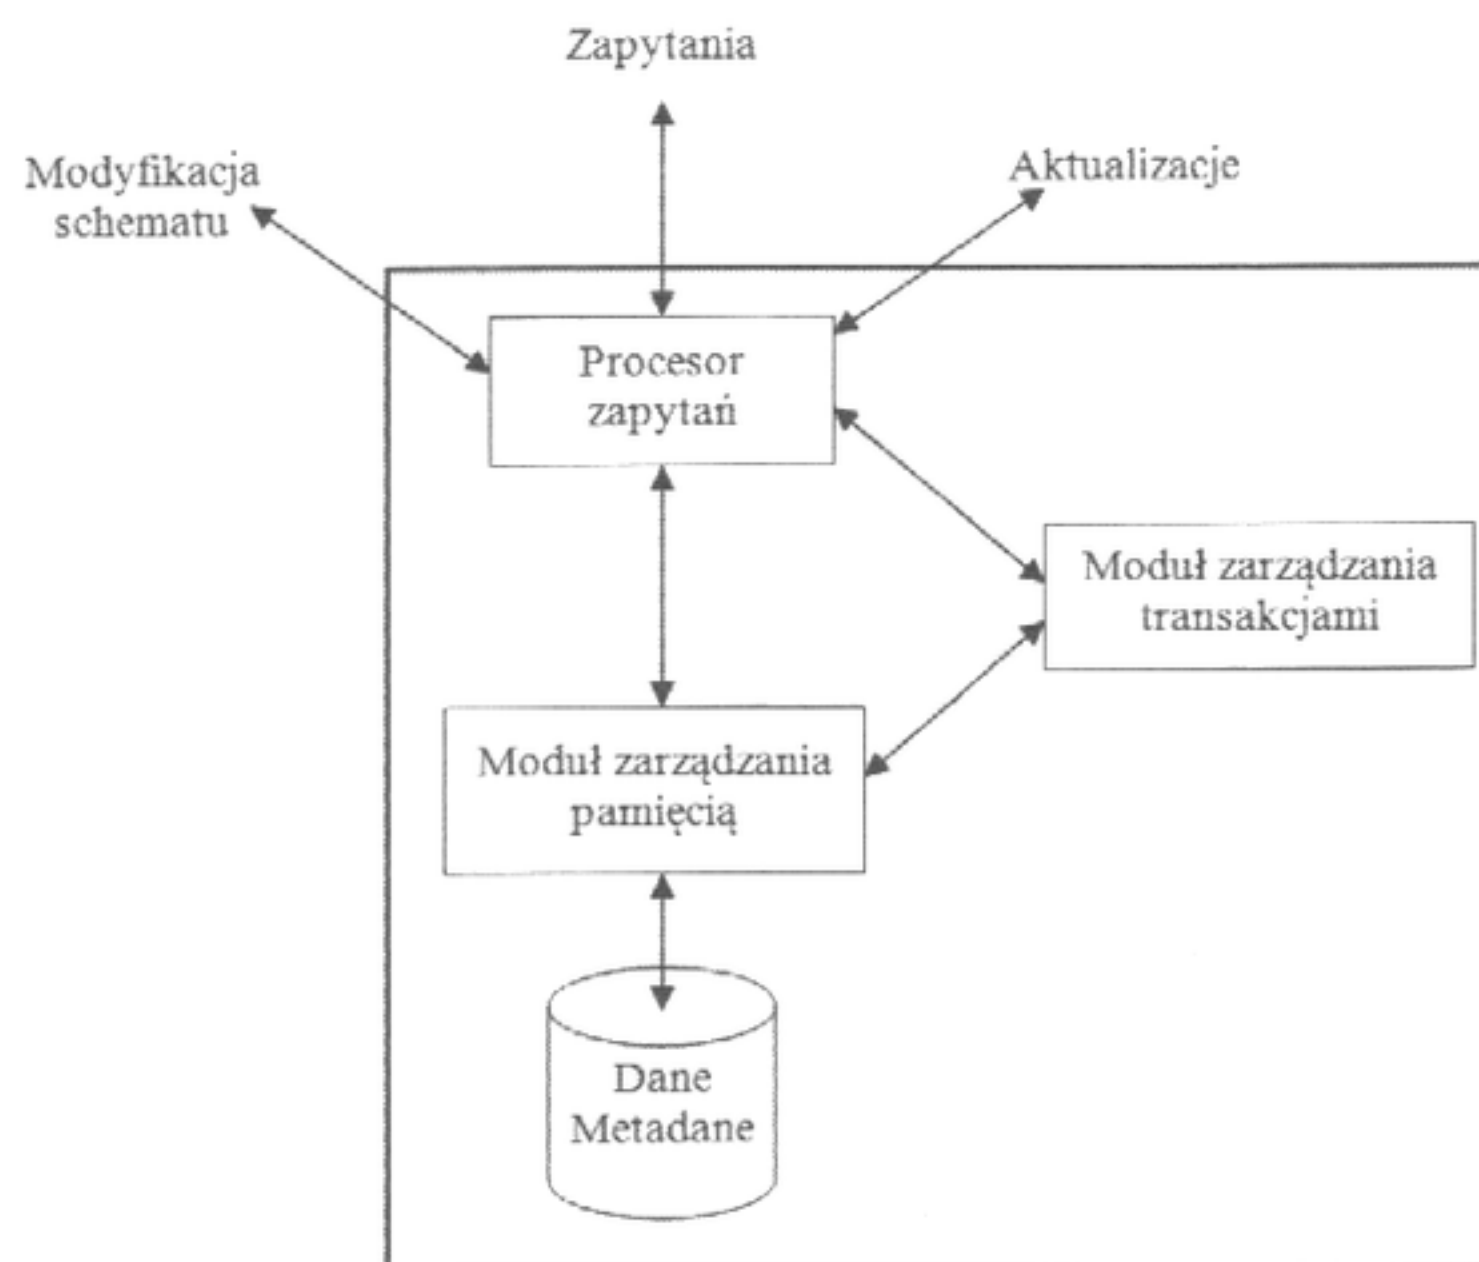 Zapytania
Modyfikacja
schematu
Aktualizacje
Procesor
zapytań
Moduł zarządzania
transakcjami
Moduł zarządzania
pamięcią
Dane
Metadane